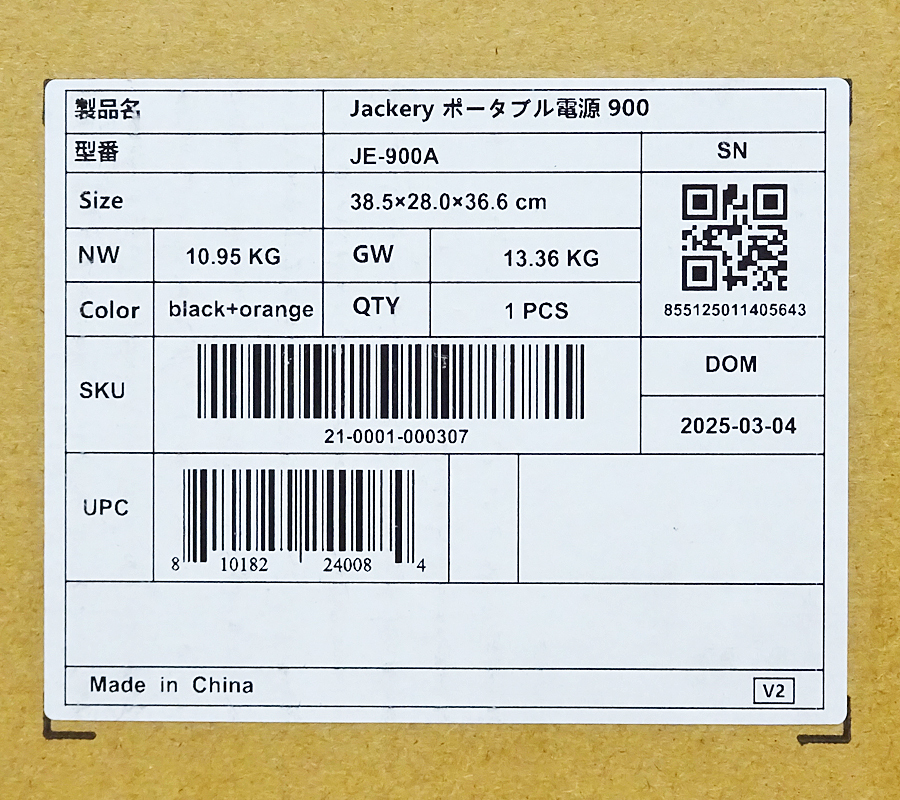 製品名 Jackery ポータブル電源 900
型番 JE-900A SN
Size 38.5×28.0×36.6 cm
NW 10.95 KG GW 13.36 KG
855125011405643
Color black+orange QTY 1 PCS
SKU DOM
21-0001-000307 2025-03-04
UPC
8 10182 24008 4
Made in China V2